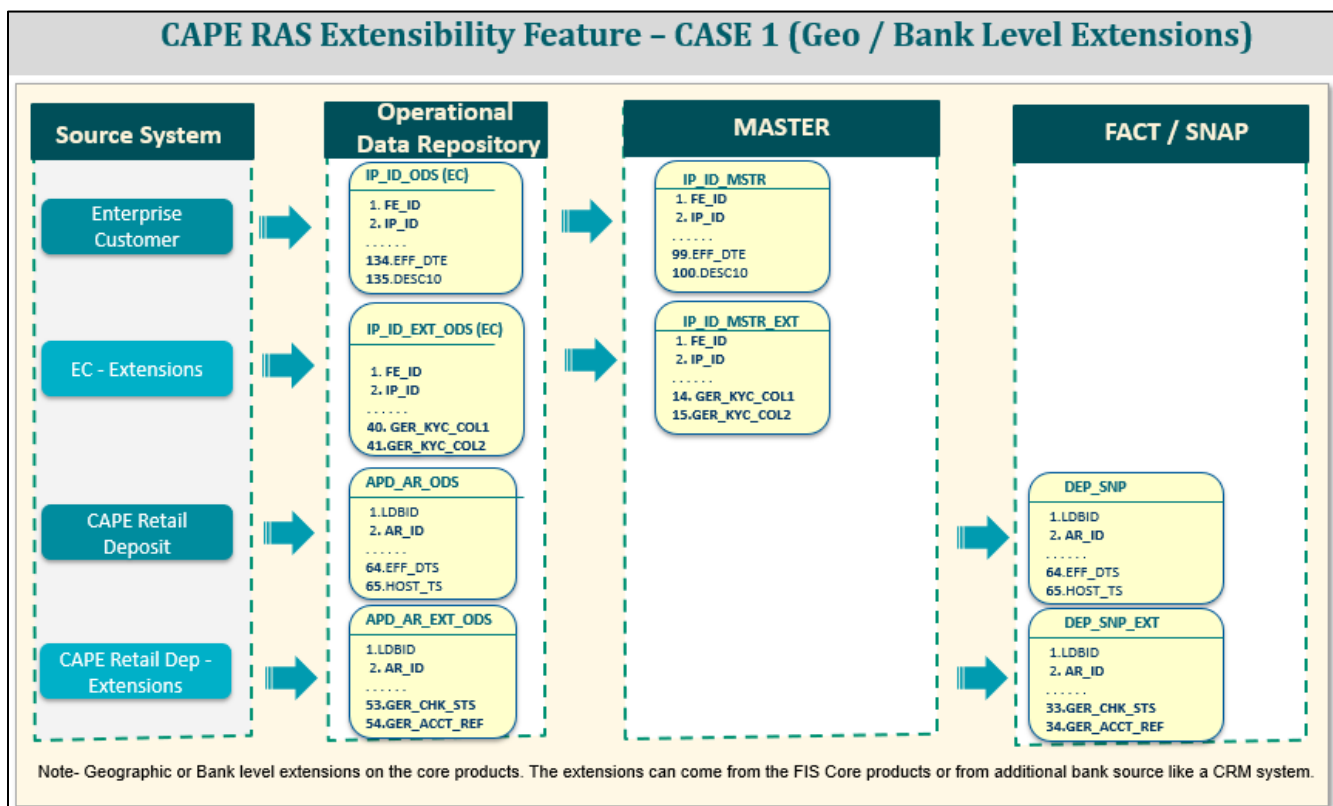 CAPE RAS Extensibility Feature – CASE 1 (Geo / Bank Level Extensions)
Source System
Operational
Data Repository
MASTER
FACT / SNAP
Enterprise
Customer
IP_ID_ODS (EC)
1. FE_ID
2. IP_ID
. . . . . .
134.EFF_DTE
135.DESC10
IP_ID_MSTR
1. FE_ID
2. IP_ID
. . . . . .
99.EFF_DTE
100.DESC10
EC - Extensions
IP_ID_EXT_ODS (EC)
1. FE_ID
2. IP_ID
. . . . . .
40. GER_KYC_COL1
41.GER_KYC_COL2
IP_ID_MSTR_EXT
1. FE_ID
2. IP_ID
. . . . . .
14. GER_KYC_COL1
15.GER_KYC_COL2
CAPE Retail
Deposit
APD_AR_ODS
1.LDBID
2. AR_ID
. . . . . .
64.EFF_DTS
65.HOST_TS
DEP_SNP
1.LDBID
2. AR_ID
. . . . . .
64.EFF_DTS
65.HOST_TS
CAPE Retail Dep -
Extensions
APD_AR_EXT_ODS
1.LDBID
2. AR_ID
. . . . . .
53.GER_CHK_STS
54.GER_ACCT_REF
DEP_SNP_EXT
1.LDBID
2. AR_ID
. . . . . .
33.GER_CHK_STS
34.GER_ACCT_REF
Note- Geographic or Bank level extensions on the core products. The extensions can come from the FIS Core products or from additional bank source like a CRM system.